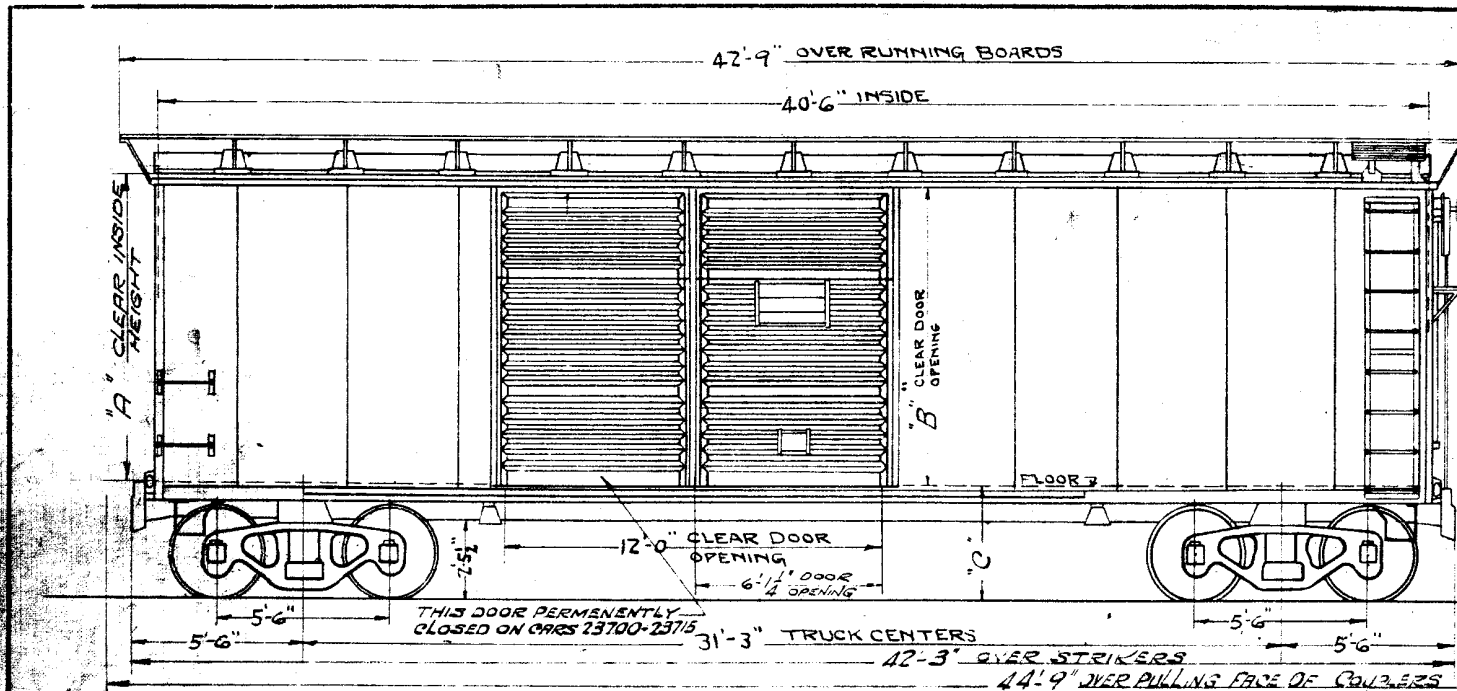 42'-9" OVER RUNNING BOARDS
40'6" INSIDE
"A" CLEAR INSIDE
HEIGHT
"B" CLEAR DOOR
OPENING
FLOOR
12'-0" CLEAR DOOR
OPENING
2'-5½"
"C"
6'-1¼" DOOR
OPENING
5'-6"
5'-6"
THIS DOOR PERMENENTLY
CLOSED ON CARS 23700-23715
5'-6"
31'-3" TRUCK CENTERS
5'-6"
42'-3" OVER STRIKERS
44'-9" OVER PULLING FACE OF COUPLERS